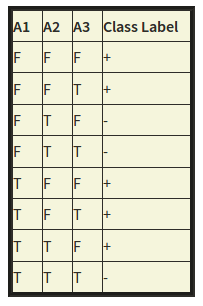 A1 A2 A3 Class Label
F F F +
F F T +
F T F -
F T T -
T F F +
T F T +
T T F +
T T T -